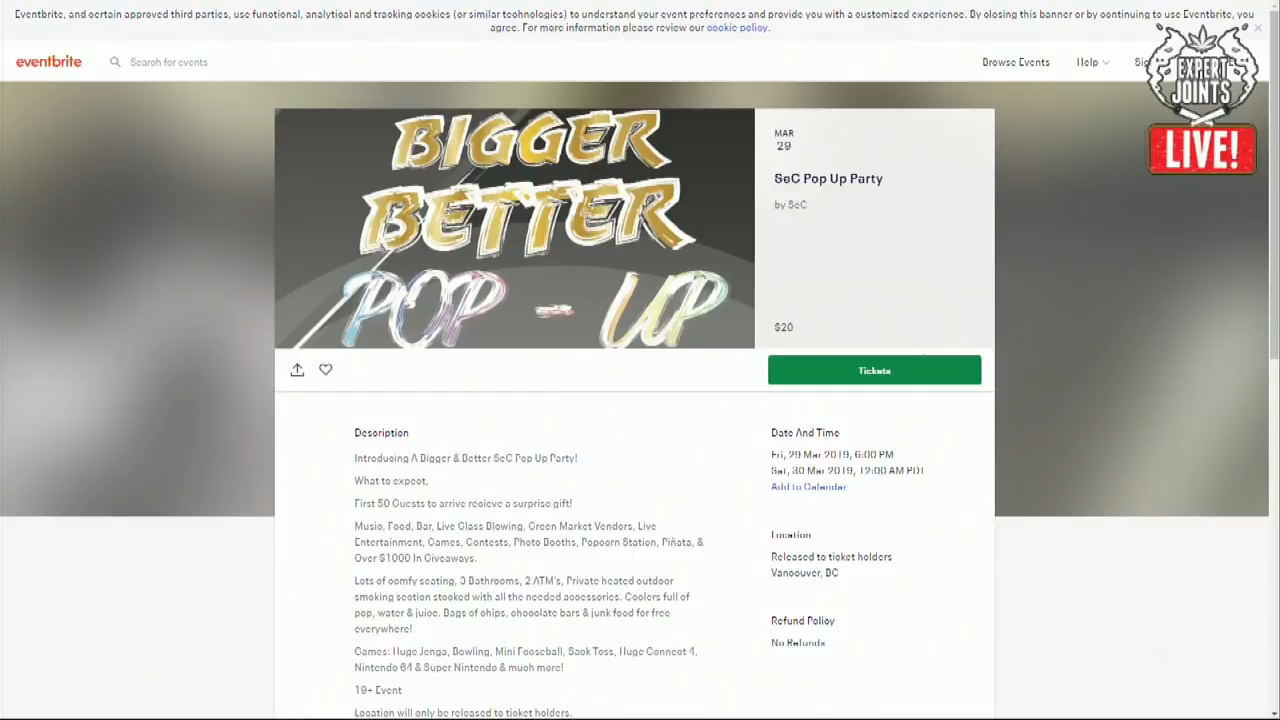 Eventbrite, and certain approved third parties, use functional, analytical and tracking cookies (or similar technologies) to understand your event preferences and provide you with a customized experience. By closing this banner or by continuing to use Eventbrite, you
agree. For more information please review our cookie policy.
eventbrite
Search for events
Browse Events
Help
EXPERT
JOINTS
LIVE!
BIGGER
BETTER
POP - UP
MAR
29
SeC Pop Up Party
by SeC
$20
Tickets
Description
Introducing A Bigger & Better SeC Pop Up Party!
What to expect,
First 50 Guests to arrive recieve a surprise gift!
Music, Food, Bar, Live Glass Blowing, Green Market Vendors, Live
Entertainment, Games, Contests, Photo Booths, Popcorn Station, Piñata, &
Over $1000 In Giveaways.
Lots of comfy seating, 3 Bathrooms, 2 ATM's, Private heated outdoor
smoking section stocked with all the needed accessories. Coolers full of
pop, water & juice. Bags of chips, chocolate bars & junk food for free
everywhere!
Games: Huge Jenga, Bowling, Mini Fooseball, Sack Toss, Huge Connect 4,
Nintendo 64 & Super Nintendo & much more!
19+ Event
Location will only be released to ticket holders.
Date And Time
Fri, 29 Mar 2019, 6:00 PM –
Sat, 30 Mar 2019, 12:00 AM PDT
Add to Calendar
Location
Released to ticket holders
Vancouver, BC
Refund Policy
No Refunds